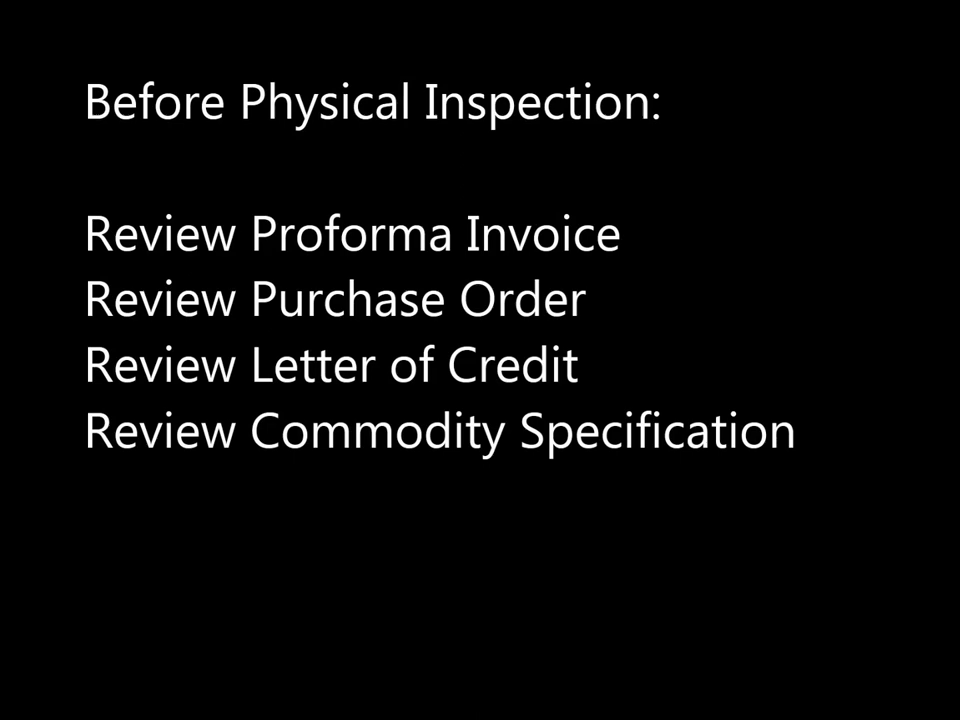 Before Physical Inspection:
Review Proforma Invoice
Review Purchase Order
Review Letter of Credit
Review Commodity Specification